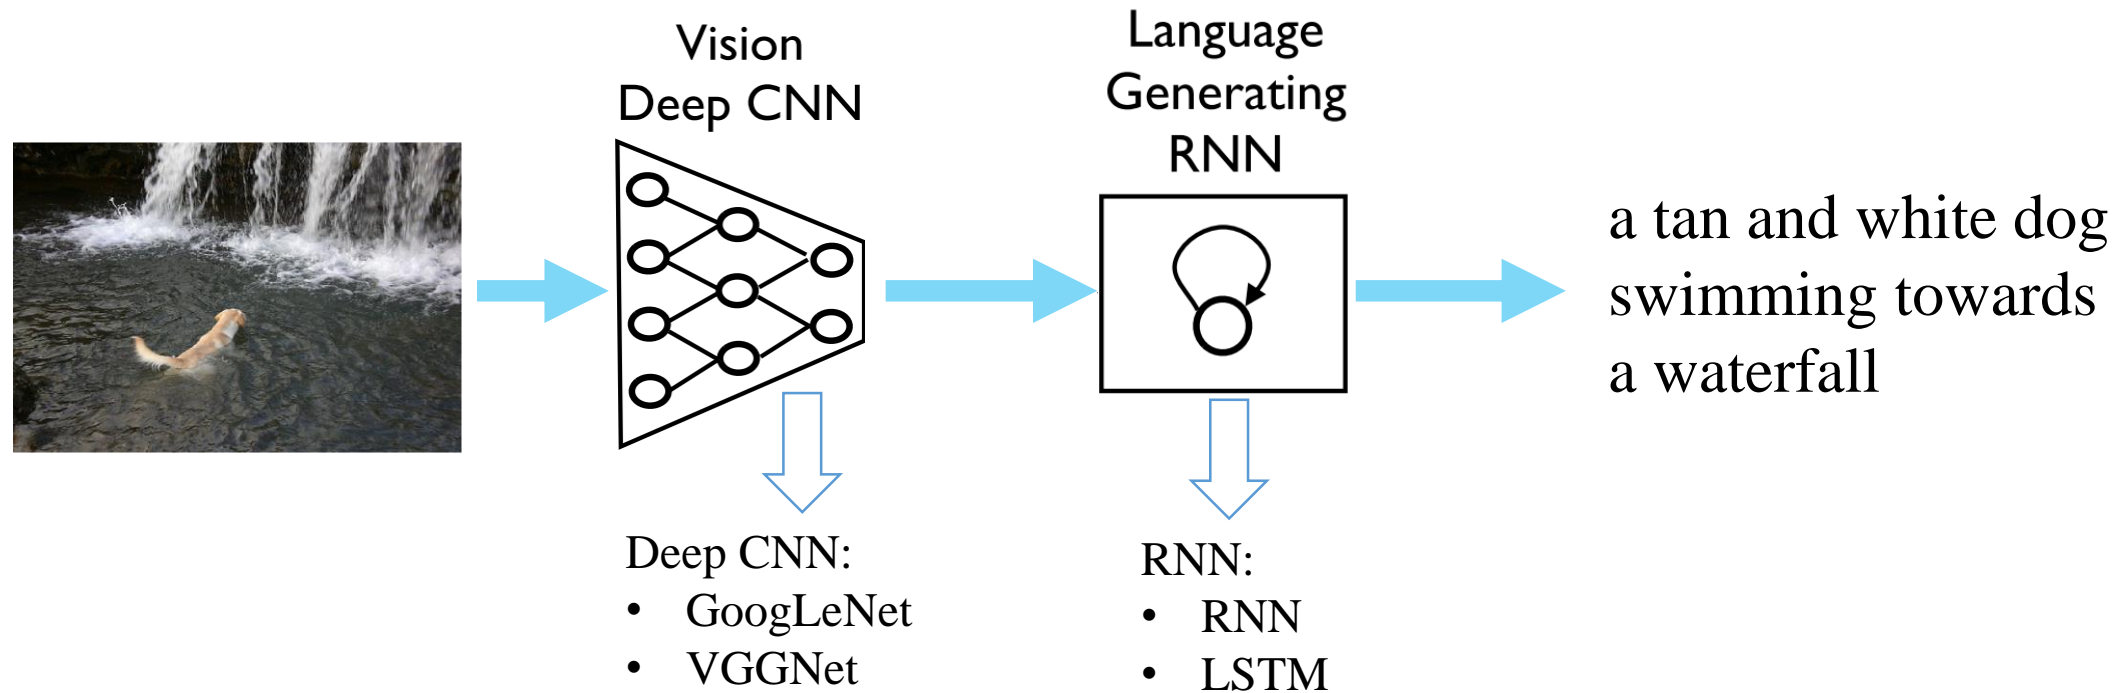 Vision
Deep CNN
Language
Generating
RNN
a tan and white dog
swimming towards
a waterfall
Deep CNN:
• GoogLeNet
• VGGNet
RNN:
• RNN
• LSTM